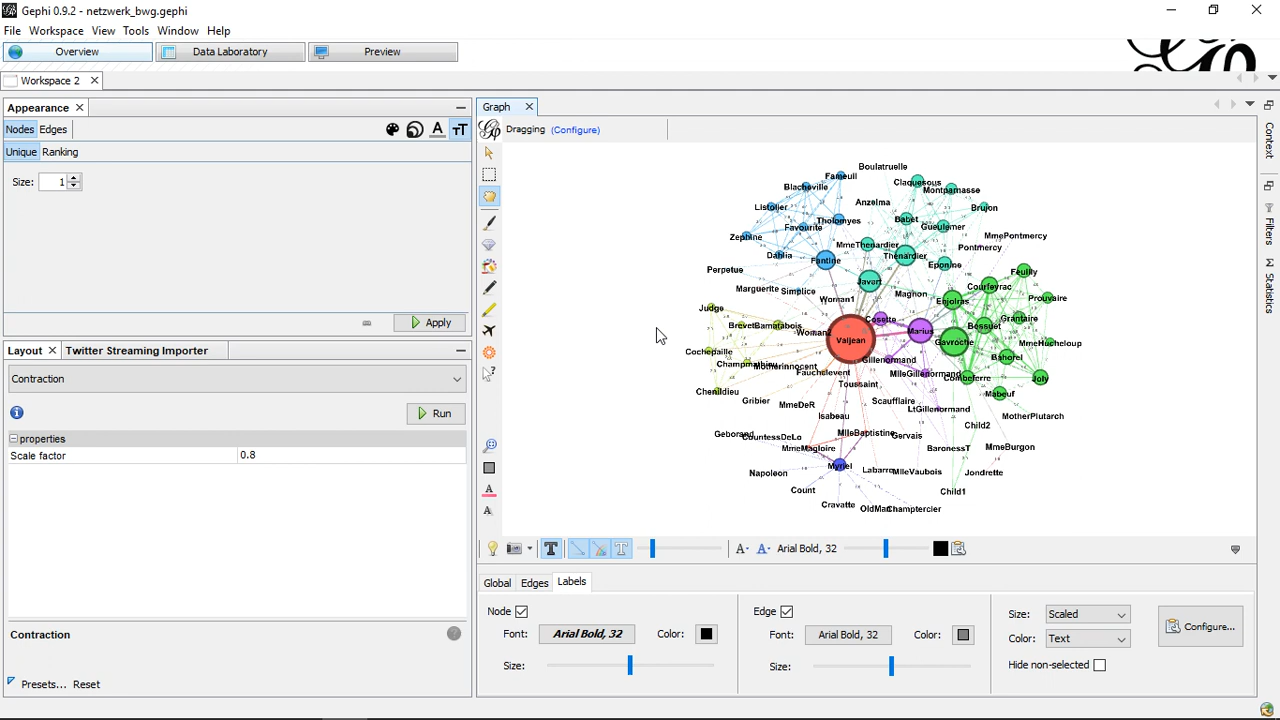 Gephi 0.9.2 - netzwerk_bwg.gephi
File Workspace View Tools Window Help
Overview Data Laboratory Preview
Workspace 2
Appearance
Nodes Edges
Unique Ranking
Size: 1
Apply
Layout Twitter Streaming Importer
Contraction
Run
properties
Scale factor 0.8
Contraction
Presets... Reset
Graph
Dragging (Configure)
Boulatruelle
Fameuil
Claquesous
Blacheville
Montparnasse
Anzelma
Listolier
Brujon
Babet
Tholomyes
Favourite
Gueulemer
Zephine
MmePontmercy
MmeThenardier
Pontmercy
Dahlia
Thenardier
Fantine
Eponine
Perpetue
Feuilly
Javert
Courfeyrac
Marguerite
Simplice
Magnon
Prouvaire
Woman1
Enjolras
Judge
Grantaire
Cosette
Brevet
Bamatabois
Bossuet
Woman2
Marius
Valjean
Gavroche
MmeHucheloup
Cochepaille
Bahorel
Gillenormand
Champmathieu
MotherInnocent
Fauchelevent
MlleGillenormand
Combeferre
Joly
Toussaint
Chenildieu
Mabeuf
Gribier
Scaufflaire
MmeDeR
LtGillenormand
Isabeau
MotherPlutarch
Child2
Geborand
MlleBaptistine
Gervais
CountessDeLo
MmeMagloire
BaronessT
MmeBurgon
Myriel
Labarre
MlleVaubois
Napoleon
Jondrette
Count
Child1
Cravatte
Champtercier
Context
Filters
Statistics
T
T
A
A
Arial Bold, 32
Global Edges Labels
Node
Font: Arial Bold, 32 Color:
Size:
Edge
Font: Arial Bold, 32 Color:
Size:
Size: Scaled
Color: Text
Hide non-selected
Configure...